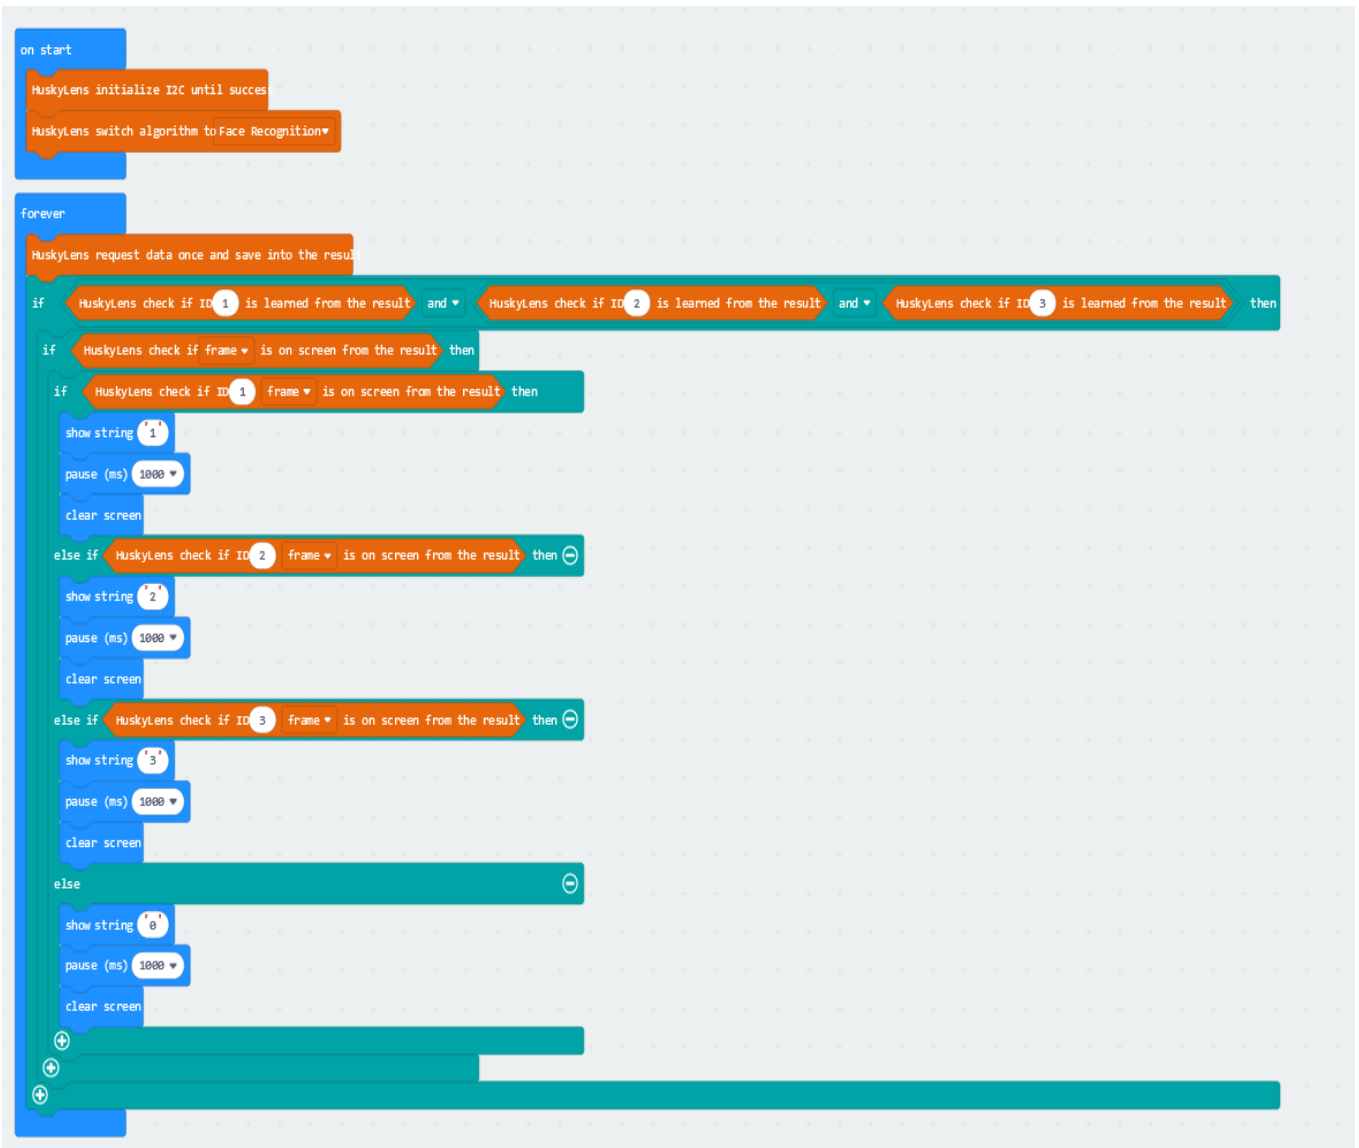 on start
HuskyLens initialize I2C until success
HuskyLens switch algorithm to Face Recognition
forever
HuskyLens request data once and save into the result
if HuskyLens check if ID 1 is learned from the result and HuskyLens check if ID 2 is learned from the result and HuskyLens check if ID 3 is learned from the result then
if HuskyLens check if frame is on screen from the result then
if HuskyLens check if ID 1 frame is on screen from the result then
show string '1'
pause (ms) 1000
clear screen
else if HuskyLens check if ID 2 frame is on screen from the result then
show string '2'
pause (ms) 1000
clear screen
else if HuskyLens check if ID 3 frame is on screen from the result then
show string '3'
pause (ms) 1000
clear screen
else
show string '0'
pause (ms) 1000
clear screen